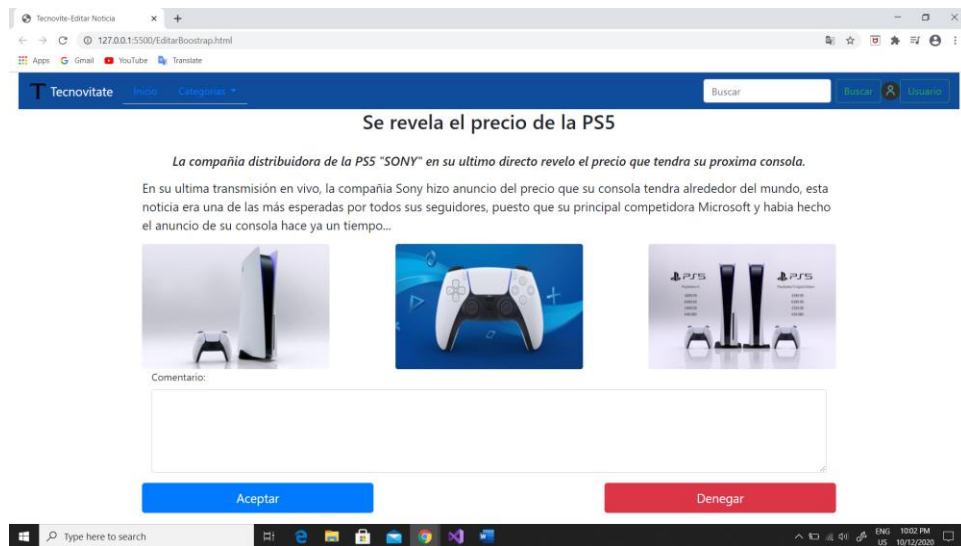 Tecnovite-Editar Noticia
127.0.0.1:5500/EditarBoostrap.html
Apps Gmail YouTube Translate
Tecnovitate Inicio Categorías Buscar Buscar Usuario
Se revela el precio de la PS5
La compañia distribuidora de la PS5 "SONY" en su ultimo directo revelo el precio que tendra su proxima consola.
En su ultima transmisión en vivo, la compañia Sony hizo anuncio del precio que su consola tendra alrededor del mundo, esta
noticia era una de las más esperadas por todos sus seguidores, puesto que su principal competidora Microsoft y habia hecho
el anuncio de su consola hace ya un tiempo...
PS5 PS5
Comentario:
Aceptar Denegar
Type here to search
ENG 10:02 PM
US 10/12/2020